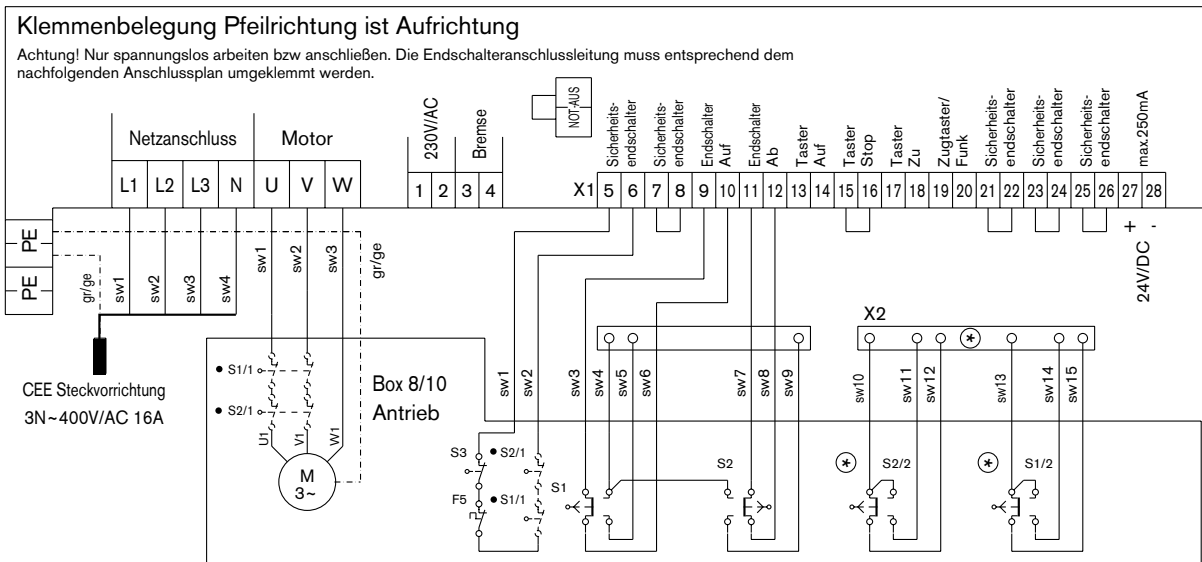 Klemmenbelegung Pfeilrichtung ist Aufrichtung
Achtung! Nur spannungslos arbeiten bzw anschließen. Die Endschalteranschlussleitung muss entsprechend dem
nachfolgenden Anschlussplan umgeklemmt werden.
NOT-AUS
Netzanschluss
Motor
230V/AC
Bremse
Sicherheits-
endschalter
Sicherheits-
endschalter
Endschalter
Auf
Endschalter
Ab
Taster
Auf
Taster
Stop
Taster
Zu
Zugtaster/
Funk
Sicherheits-
endschalter
Sicherheits-
endschalter
Sicherheits-
endschalter
max.250mA
L1 L2 L3 N U V W
1 2 3 4
X1 5 6 7 8 9 10 11 12 13 14 15 16 17 18 19 20 21 22 23 24 25 26 27 28
+ -
24V/DC
PE
PE
gr/ge
sw1 sw2 sw3 sw4
sw1 sw2 sw3
gr/ge
CEE Steckvorrichtung
3N~400V/AC 16A
S1/1
S2/1
U1 V1 W1
M
3~
Box 8/10
Antrieb
X2
*
sw1 sw2 sw3 sw4 sw5 sw6 sw7 sw8 sw9 sw10 sw11 sw12 sw13 sw14 sw15
S3 S2/1
F5 S1/1
S1
S2
* S2/2
* S1/2